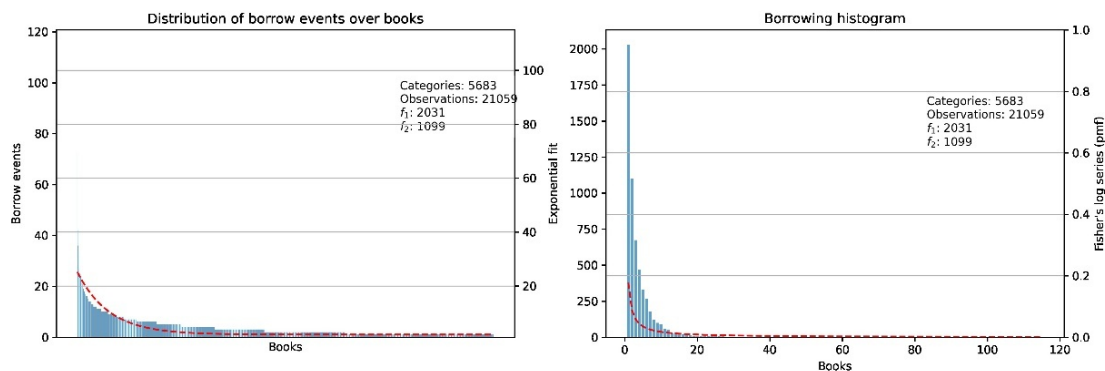 Distribution of borrow events over books
120
100
80
60
40
20
0
Borrow events
Categories: 5683
Observations: 21059
f₁: 2031
f₂: 1099
100
80
60
40
20
Exponential fit
Books
Borrowing histogram
2000
1750
1500
1250
1000
750
500
250
0
Categories: 5683
Observations: 21059
f₁: 2031
f₂: 1099
1.0
0.8
0.6
0.4
0.2
0.0
Fisher's log series (pmf)
0 20 40 60 80 100 120
Books